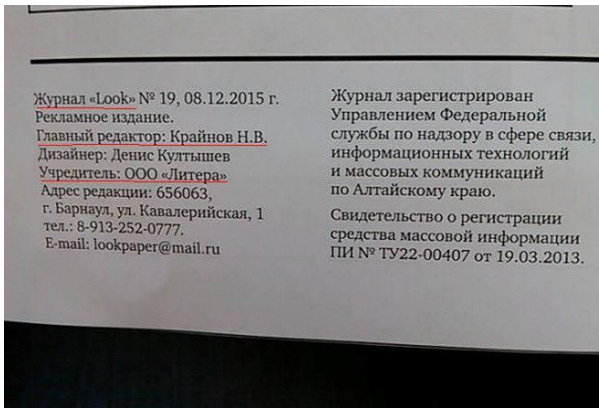 Журнал «Look» № 19, 08.12.2015 г.
Рекламное издание.
Главный редактор: Крайнов Н.В.
Дизайнер: Денис Култышев
Учредитель: ООО «Литера»
Адрес редакции: 656063,
г. Барнаул, ул. Кавалерийская, 1
тел.: 8-913-252-0777.
E-mail: lookpaper@mail.ru
Журнал зарегистрирован
Управлением Федеральной
службы по надзору в сфере связи,
информационных технологий
и массовых коммуникаций
по Алтайскому краю.
Свидетельство о регистрации
средства массовой информации
ПИ № ТУ22-00407 от 19.03.2013.